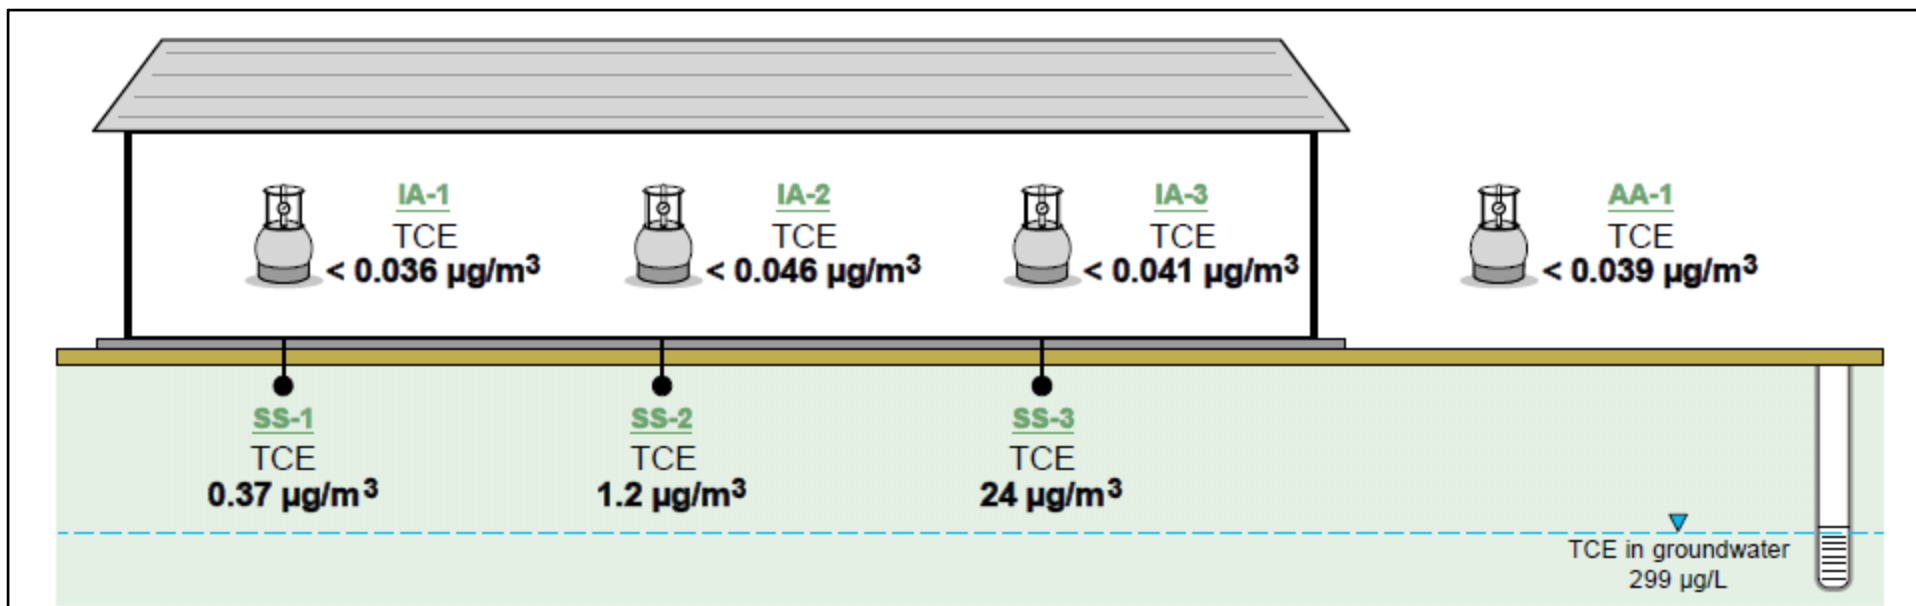 IA-1
TCE
< 0.036 µg/m³
IA-2
TCE
< 0.046 µg/m³
IA-3
TCE
< 0.041 µg/m³
AA-1
TCE
< 0.039 µg/m³
SS-1
TCE
0.37 µg/m³
SS-2
TCE
1.2 µg/m³
SS-3
TCE
24 µg/m³
TCE in groundwater
299 µg/L